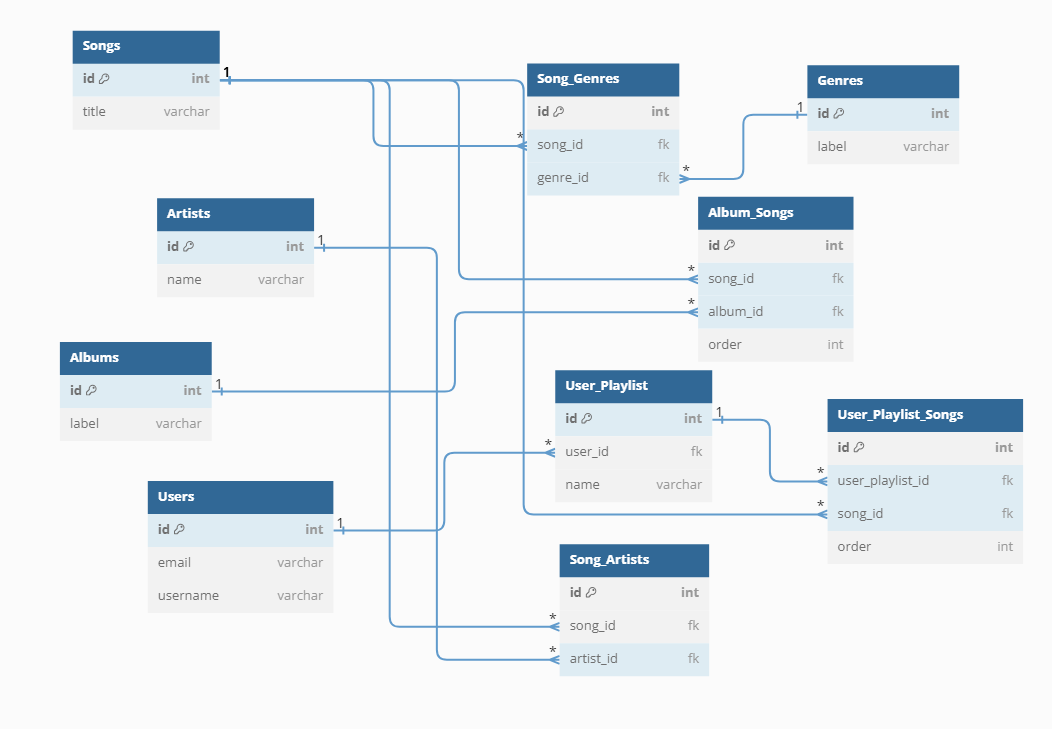 Songs
id int
title varchar
1
Song_Genres
id int
song_id fk
genre_id fk
*
*
Genres
id int
label varchar
1
Artists
id int
name varchar
1
Album_Songs
id int
song_id fk
album_id fk
order int
*
*
Albums
id int
label varchar
1
User_Playlist
id int
user_id fk
name varchar
1
*
User_Playlist_Songs
id int
user_playlist_id fk
song_id fk
order int
*
*
Users
id int
email varchar
username varchar
1
Song_Artists
id int
song_id fk
artist_id fk
*
*